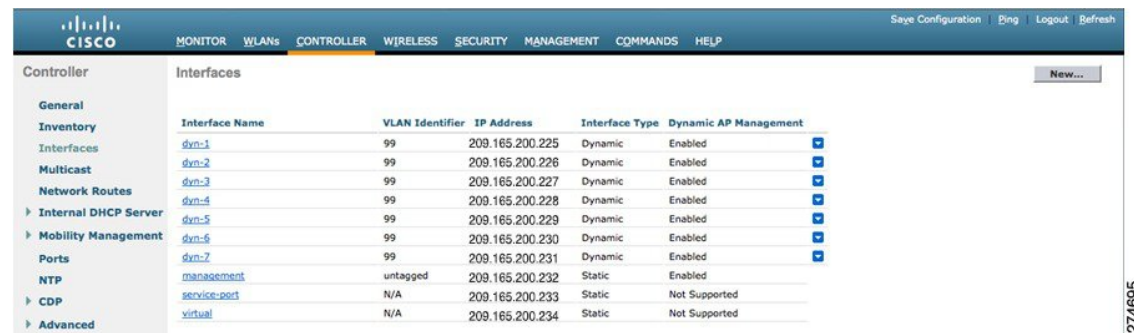 Save Configuration | Ping | Logout | Refresh
CISCO
MONITOR WLANs CONTROLLER WIRELESS SECURITY MANAGEMENT COMMANDS HELP
Controller
General
Inventory
Interfaces
Multicast
Network Routes
Internal DHCP Server
Mobility Management
Ports
NTP
CDP
Advanced
Interfaces
New...
Interface Name VLAN Identifier IP Address Interface Type Dynamic AP Management
dyn-1 99 209.165.200.225 Dynamic Enabled
dyn-2 99 209.165.200.226 Dynamic Enabled
dyn-3 99 209.165.200.227 Dynamic Enabled
dyn-4 99 209.165.200.228 Dynamic Enabled
dyn-5 99 209.165.200.229 Dynamic Enabled
dyn-6 99 209.165.200.230 Dynamic Enabled
dyn-7 99 209.165.200.231 Dynamic Enabled
management untagged 209.165.200.232 Static Enabled
service-port N/A 209.165.200.233 Static Not Supported
virtual N/A 209.165.200.234 Static Not Supported
274695